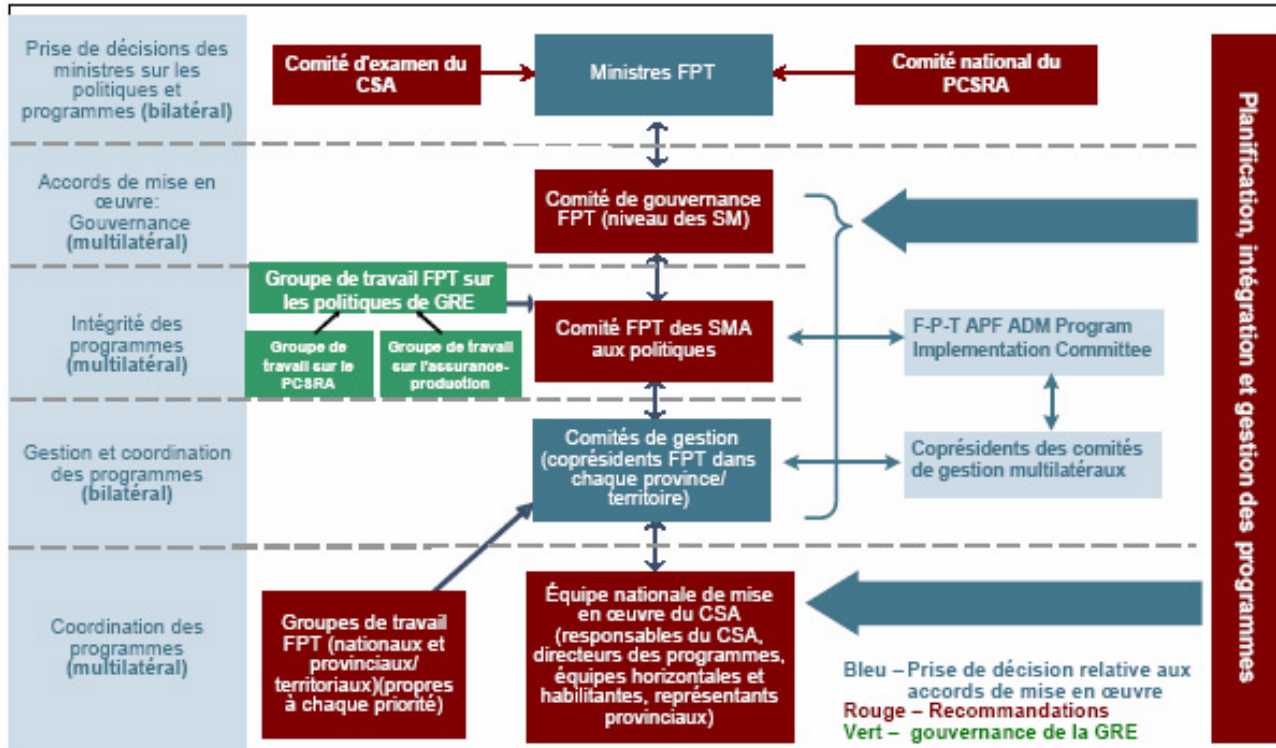 Prise de décisions des
ministres sur les
politiques et
programmes (bilatéral)
Comité d'examen du
CSA
Ministres FPT
Comité national du
PCSRA
Accords de mise en
œuvre:
Gouvernance
(multilatéral)
Comité de gouvernance
FPT (niveau des SM)
Intégrité des
programmes
(multilatéral)
Groupe de travail FPT sur
les politiques de GRE
Groupe de
travail sur le
PCSRA
Groupe de travail
sur l'assurance-
production
Comité FPT des SMA
aux politiques
F-P-T APF ADM Program
Implementation Committee
Gestion et coordination
des programmes
(bilatéral)
Comités de gestion
(coprésidents FPT dans
chaque province/
territoire)
Coprésidents des comités
de gestion multilatéraux
Coordination des
programmes
(multilatéral)
Groupes de travail
FPT (nationaux et
provinciaux/
territoriaux)(propres
à chaque priorité)
Équipe nationale de mise
en œuvre du CSA
(responsables du CSA,
directeurs des programmes,
équipes horizontales et
habilitantes, représentants
provinciaux)
Bleu – Prise de décision relative aux
accords de mise en œuvre
Rouge – Recommandations
Vert – gouvernance de la GRE
Planification, intégration et gestion des programmes